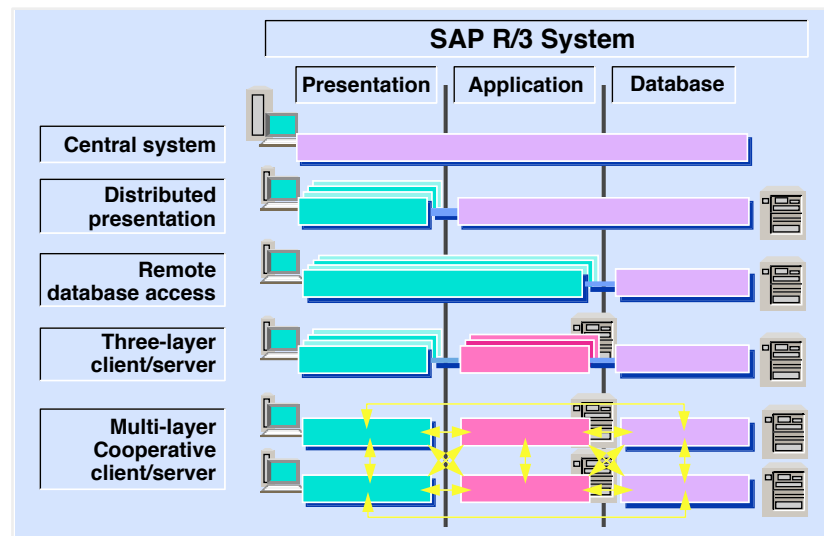 SAP R/3 System
Presentation
Application
Database
Central system
Distributed
presentation
Remote
database access
Three-layer
client/server
Multi-layer
Cooperative
client/server